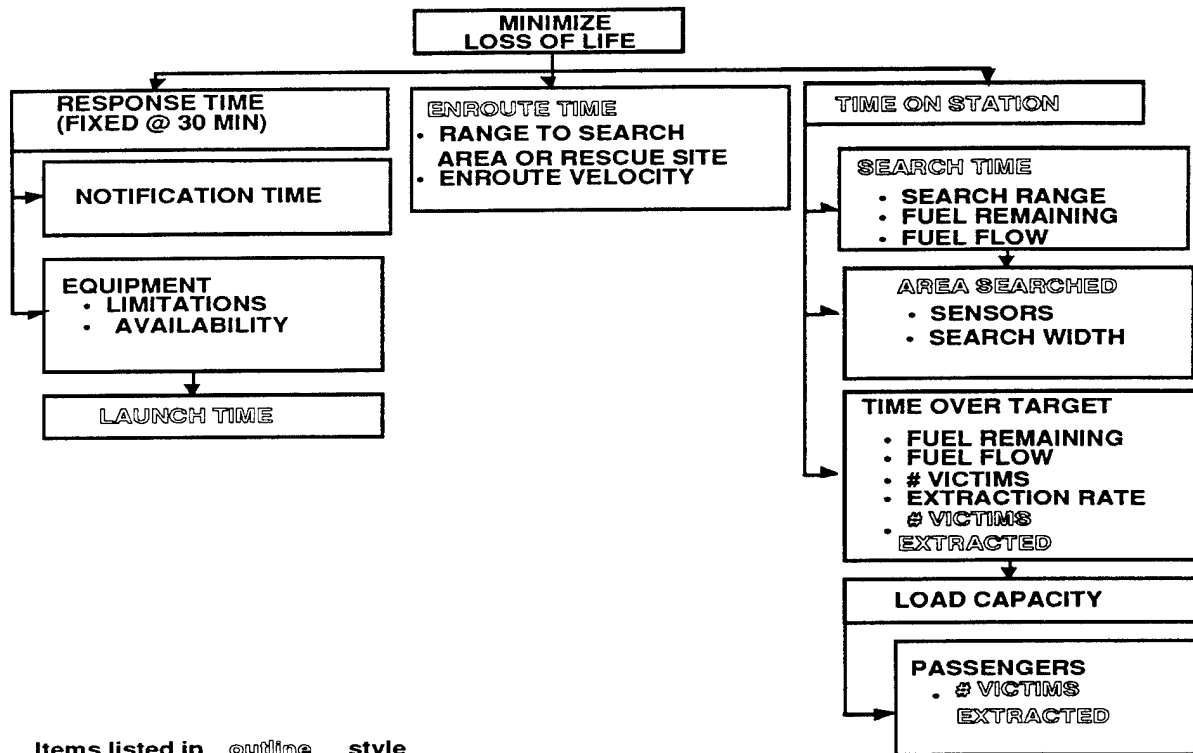 MINIMIZE
LOSS OF LIFE
RESPONSE TIME
(FIXED @ 30 MIN)
NOTIFICATION TIME
EQUIPMENT
• LIMITATIONS
• AVAILABILITY
LAUNCH TIME
ENROUTE TIME
• RANGE TO SEARCH
AREA OR RESCUE SITE
• ENROUTE VELOCITY
TIME ON STATION
SEARCH TIME
• SEARCH RANGE
• FUEL REMAINING
• FUEL FLOW
AREA SEARCHED
• SENSORS
• SEARCH WIDTH
TIME OVER TARGET
• FUEL REMAINING
• FUEL FLOW
• # VICTIMS
• EXTRACTION RATE
• # VICTIMS
EXTRACTED
LOAD CAPACITY
PASSENGERS
• # VICTIMS
EXTRACTED
Items listed in outline style